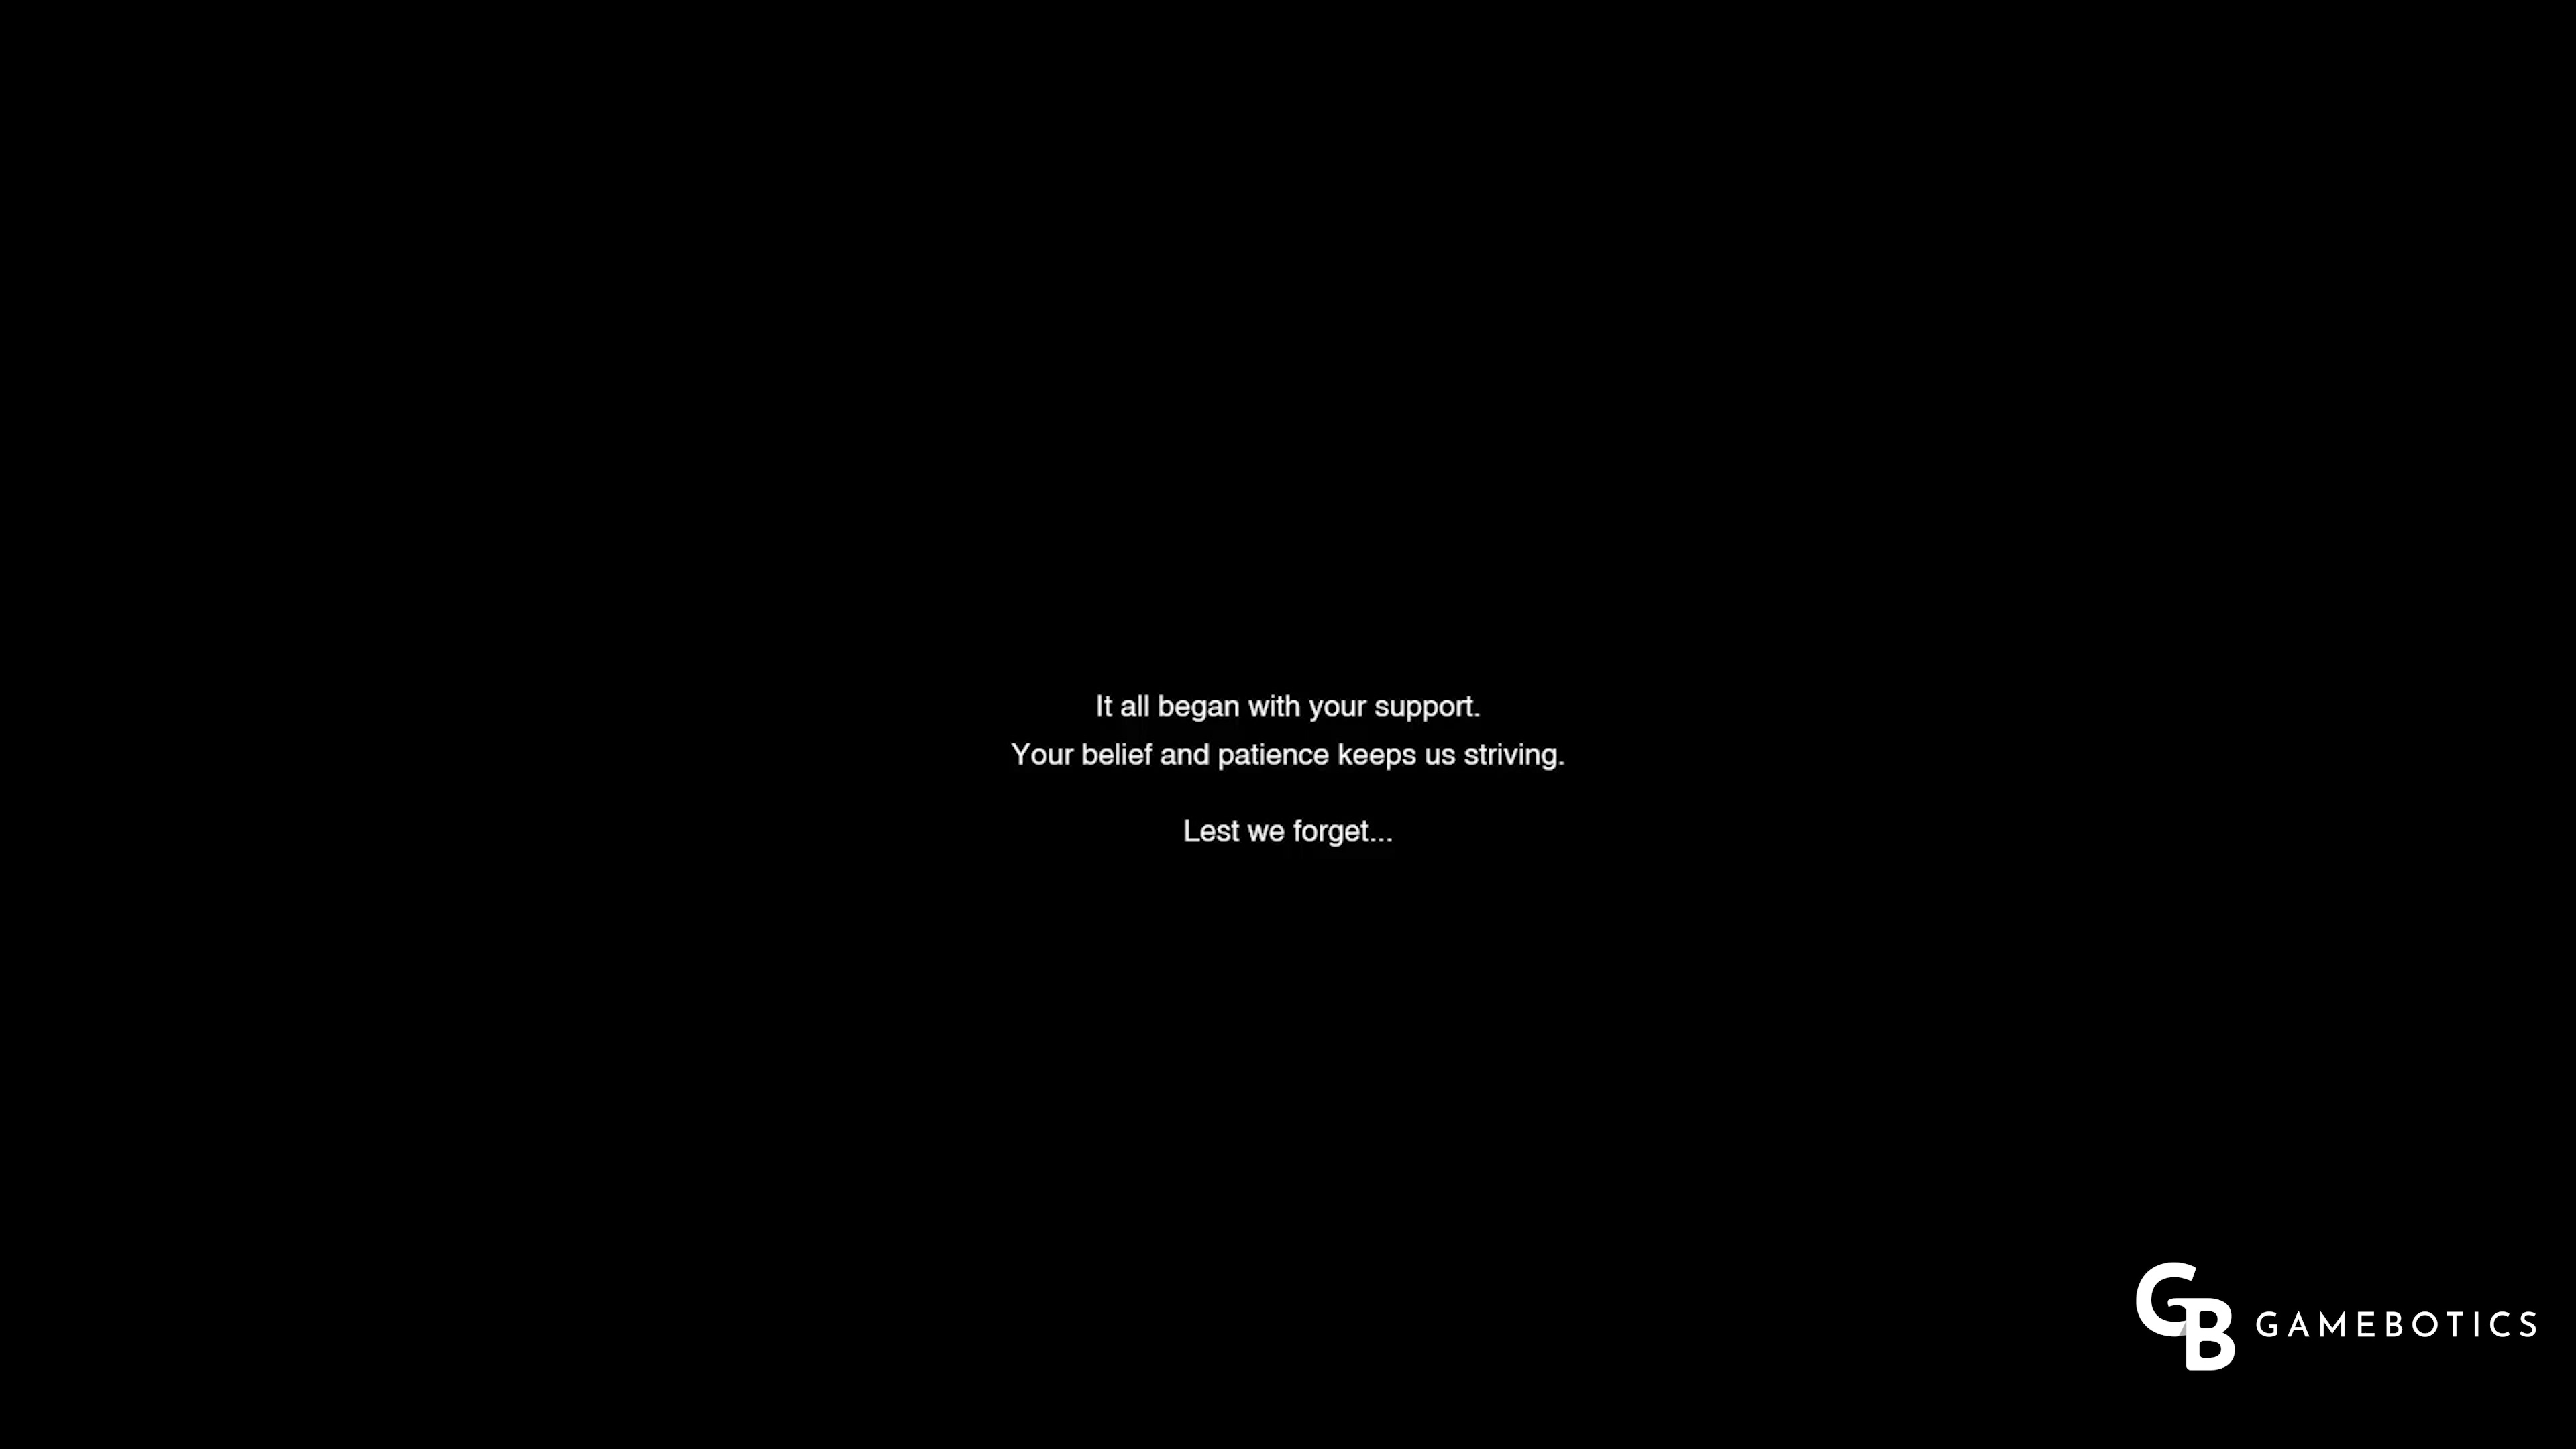 It all began with your support.
Your belief and patience keeps us striving.
Lest we forget...
GB GAMEBOTICS